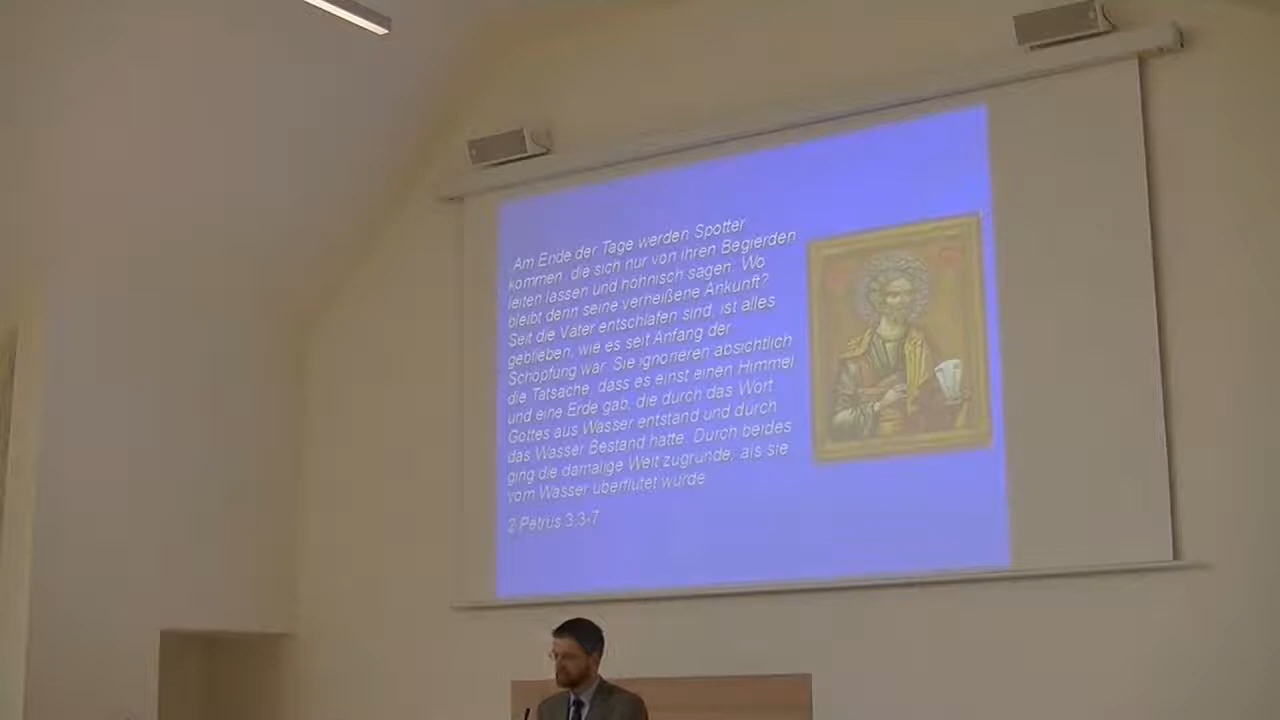 Am Ende der Tage werden Spötter
kommen, die sich nur von ihren Begierden
leiten lassen und höhnisch sagen: Wo
bleibt denn seine verheißene Ankunft?
Seit die Väter entschlafen sind, ist alles
geblieben, wie es seit Anfang der
Schöpfung war. Sie ignorieren absichtlich
die Tatsache, dass es einst einen Himmel
und eine Erde gab, die durch das Wort
Gottes aus Wasser entstand und durch
das Wasser Bestand hatte. Durch beides
ging die damalige Welt zugrunde, als sie
vom Wasser überflutet wurde
2 Petrus 3:3-7